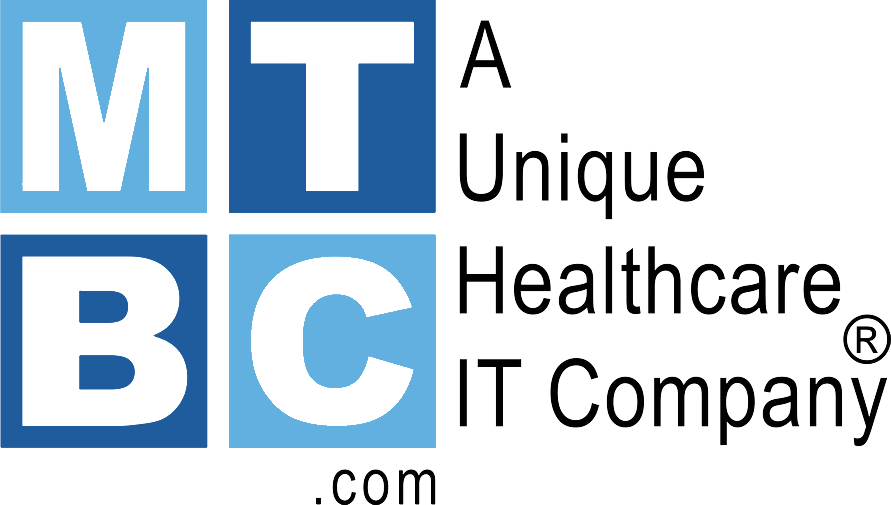 MT
BC
.com
A
Unique
Healthcare
IT Company®